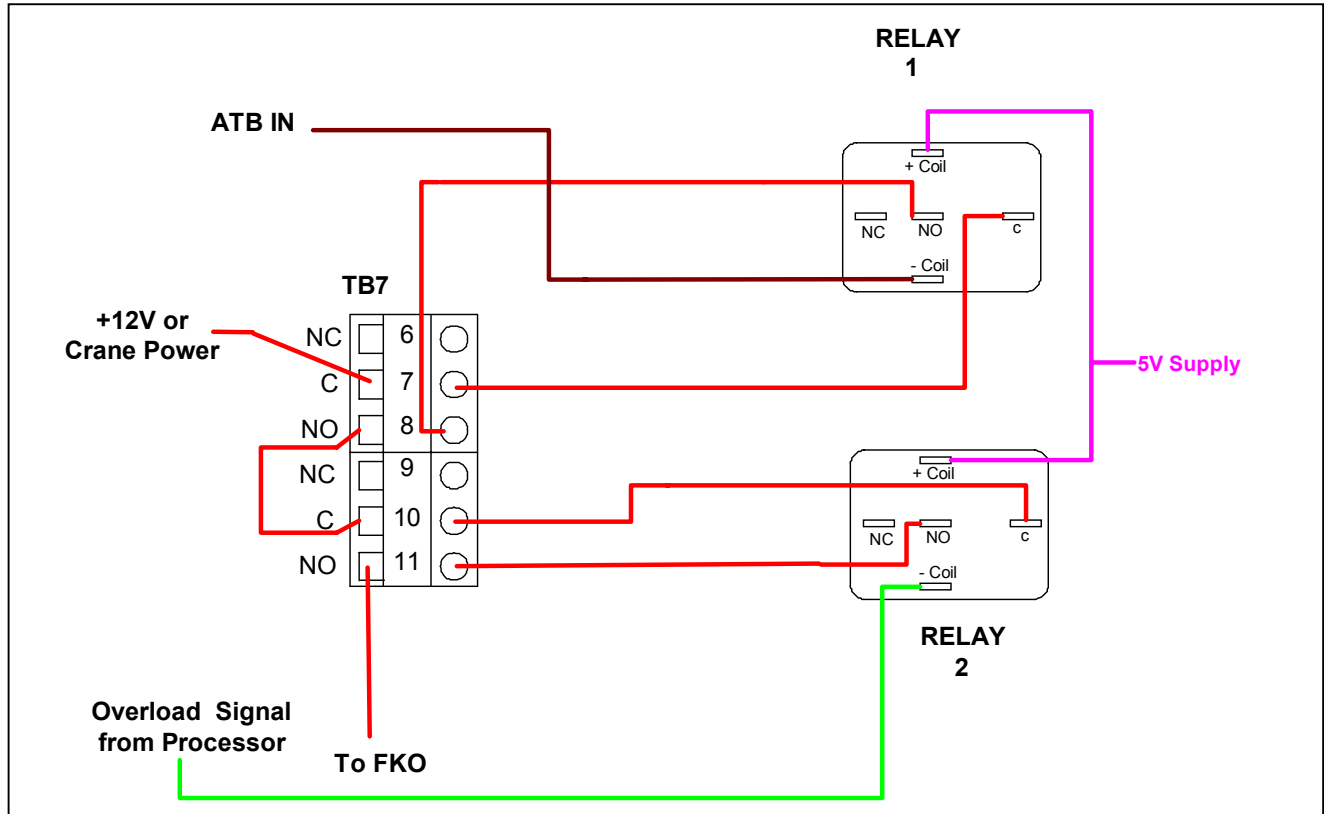 RELAY
1
ATB IN
+ Coil
NC
NO
c
- Coil
TB7
+12V or
Crane Power
NC 6
C 7
NO 8
NC 9
C 10
NO 11
5V Supply
+ Coil
NC
NO
c
- Coil
RELAY
2
Overload Signal
from Processor
To FKO